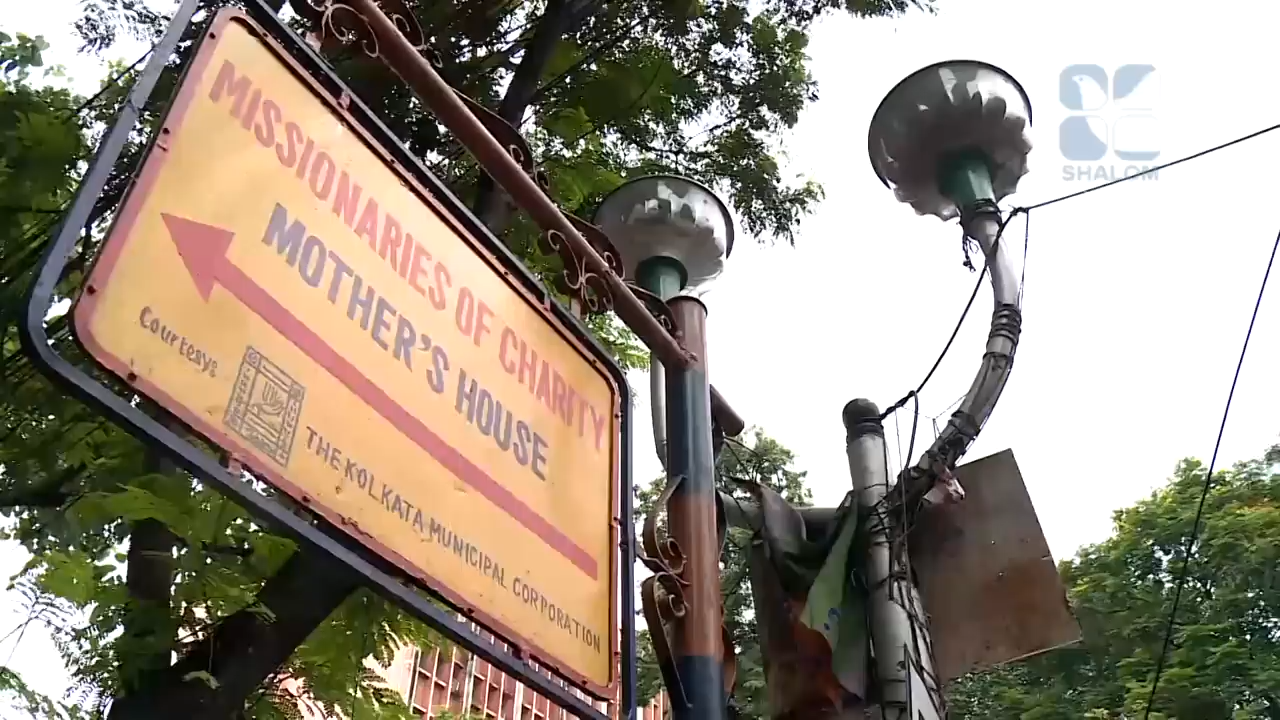 MISSIONARIES OF CHARITY
MOTHER'S HOUSE
Courtesy:
THE KOLKATA MUNICIPAL CORPORATION
SHALOM